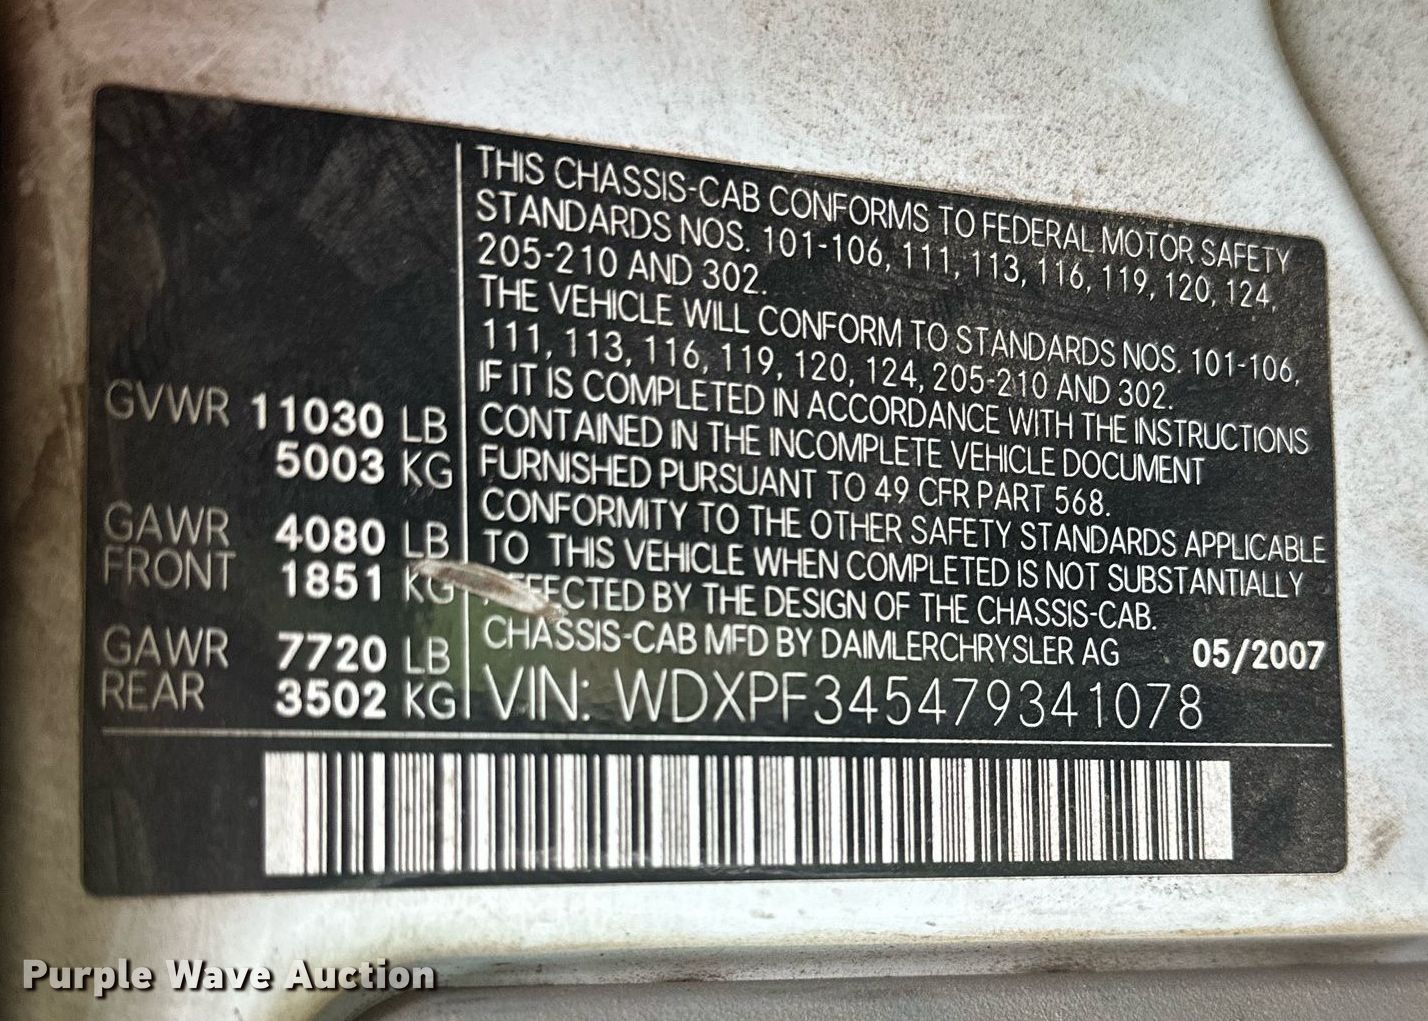 THIS CHASSIS-CAB CONFORMS TO FEDERAL MOTOR SAFETY
STANDARDS NOS. 101-106, 111, 113, 116, 119, 120, 124,
205-210 AND 302.
THE VEHICLE WILL CONFORM TO STANDARDS NOS. 101-106,
111, 113, 116, 119, 120, 124, 205-210 AND 302.
IF IT IS COMPLETED IN ACCORDANCE WITH THE INSTRUCTIONS
CONTAINED IN THE INCOMPLETE VEHICLE DOCUMENT
FURNISHED PURSUANT TO 49 CFR PART 568.
CONFORMITY TO THE OTHER SAFETY STANDARDS APPLICABLE
TO THIS VEHICLE WHEN COMPLETED IS NOT SUBSTANTIALLY
BY THE DESIGN OF THE CHASSIS-CAB.
CHASSIS-CAB MFD BY DAIMLERCHRYSLER AG 05/2007
VIN: WDXPF345479341078
GVWR 11030 LB
5003 KG
GAWR 4080 LB
FRONT 1851 KG
GAWR 7720 LB
REAR 3502 KG
Purple Wave Auction